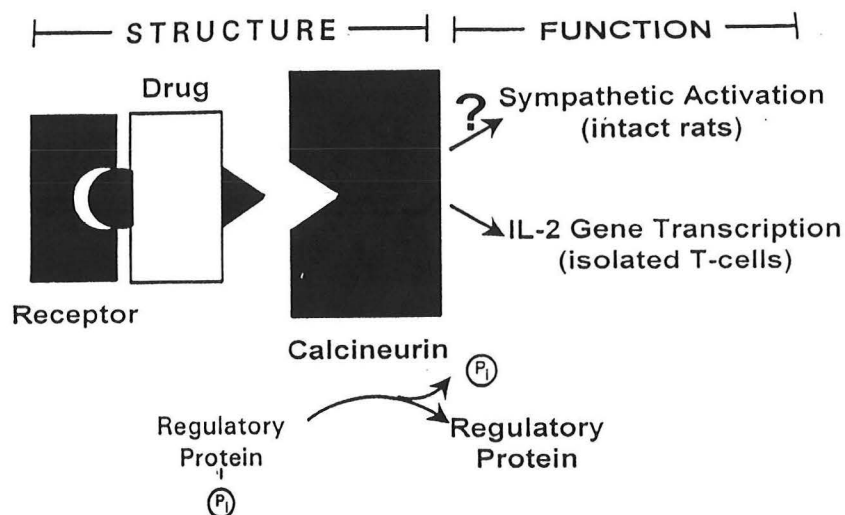 STRUCTURE
FUNCTION
Drug
? Sympathetic Activation
(intact rats)
IL-2 Gene Transcription
(isolated T-cells)
Receptor
Calcineurin
Pi
Regulatory
Protein
Pi
Regulatory
Protein